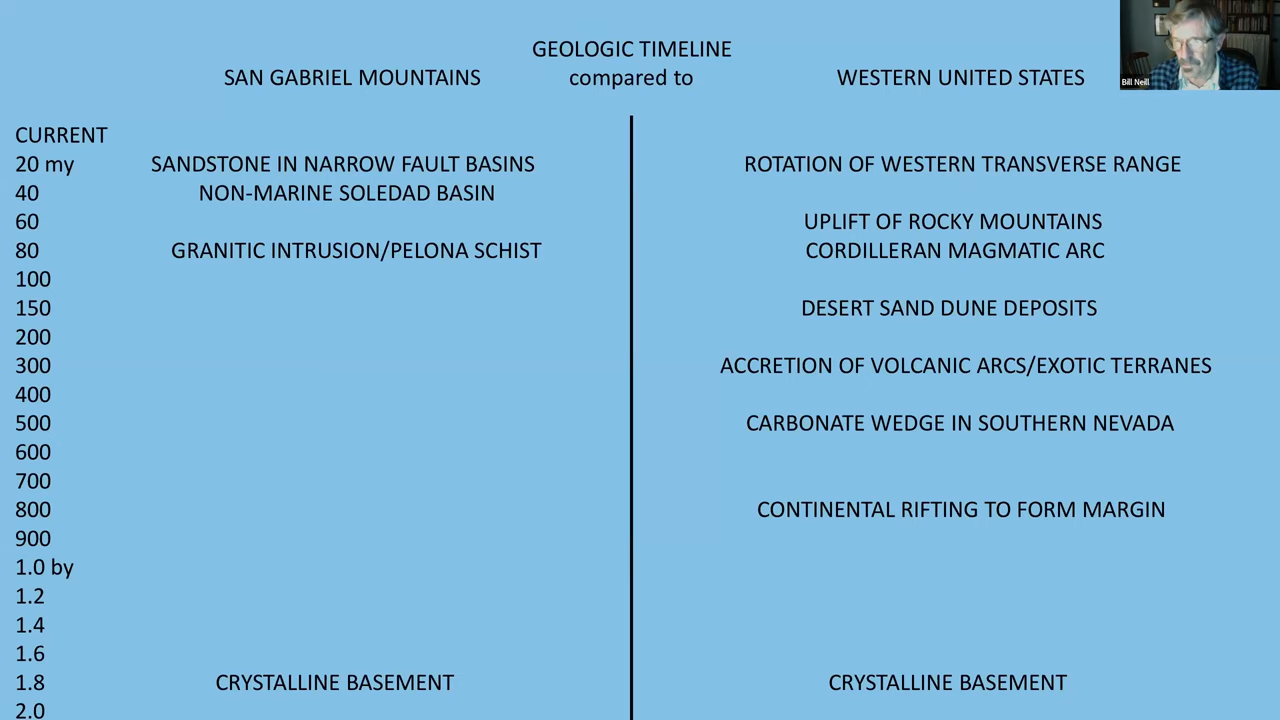 GEOLOGIC TIMELINE
SAN GABRIEL MOUNTAINS compared to WESTERN UNITED STATES
Bill Neill
CURRENT
20 my SANDSTONE IN NARROW FAULT BASINS ROTATION OF WESTERN TRANSVERSE RANGE
40 NON-MARINE SOLEDAD BASIN
60 UPLIFT OF ROCKY MOUNTAINS
80 GRANITIC INTRUSION/PELONA SCHIST CORDILLERAN MAGMATIC ARC
100
150 DESERT SAND DUNE DEPOSITS
200
300 ACCRETION OF VOLCANIC ARCS/EXOTIC TERRANES
400
500 CARBONATE WEDGE IN SOUTHERN NEVADA
600
700
800 CONTINENTAL RIFTING TO FORM MARGIN
900
1.0 by
1.2
1.4
1.6
1.8 CRYSTALLINE BASEMENT CRYSTALLINE BASEMENT
2.0